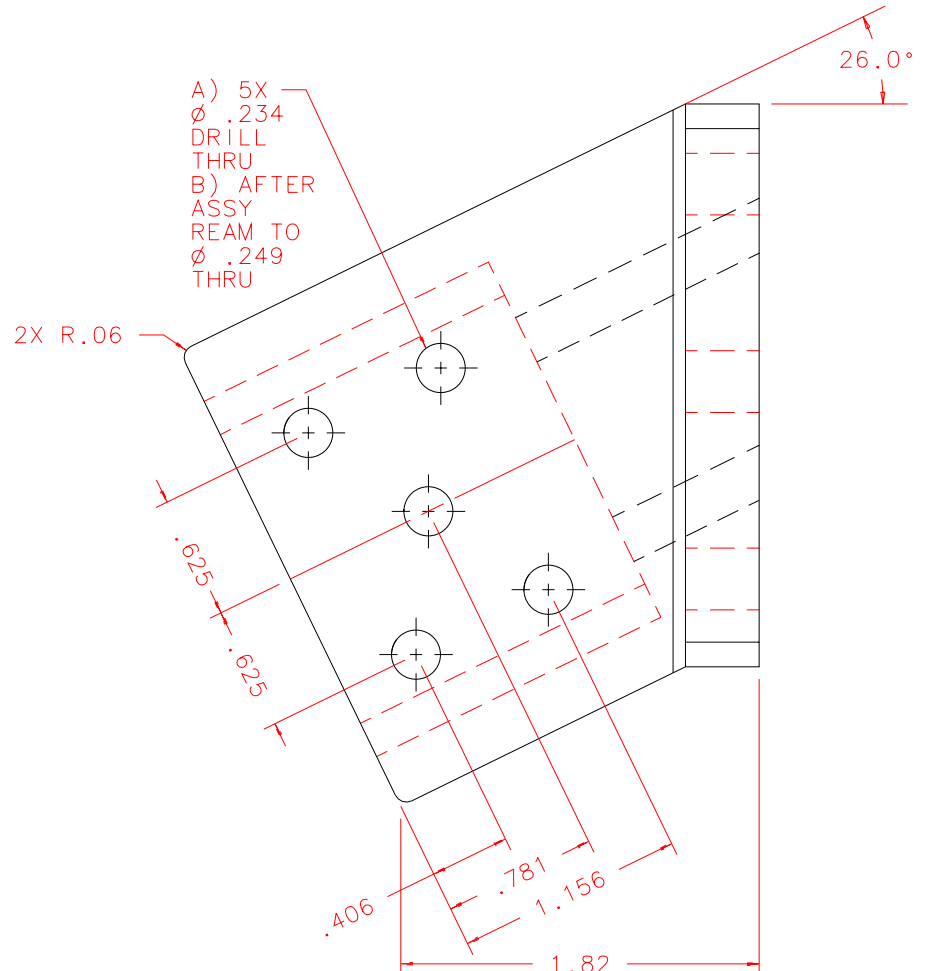 26.0°
A) 5X
Ø .234
DRILL
THRU
B) AFTER
ASSY
REAM TO
Ø .249
THRU
2X R.06
.625
.625
.406
.781
1.156
1.82